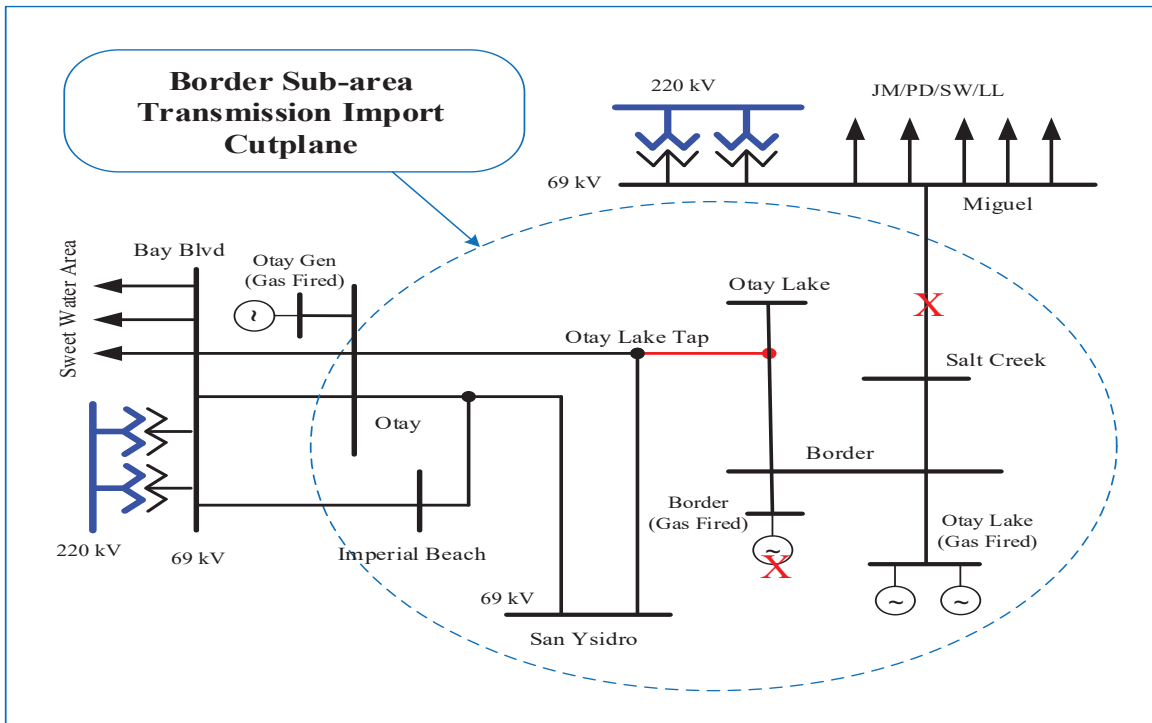 Border Sub-area
Transmission Import
Cutplane
220 kV
JM/PD/SW/LL
69 kV
Miguel
Bay Blvd
Otay Gen
(Gas Fired)
Otay Lake
Sweet Water Area
Otay Lake Tap
X
Salt Creek
Otay
Border
Border
(Gas Fired)
X
Otay Lake
(Gas Fired)
220 kV
69 kV
Imperial Beach
69 kV
San Ysidro